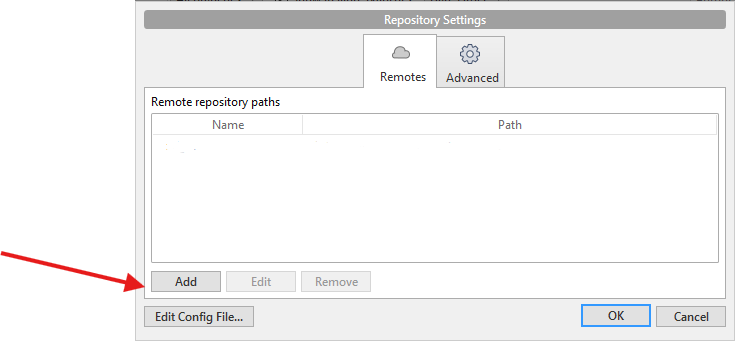 Repository Settings
Remotes
Advanced
Remote repository paths
Name Path
Add Edit Remove
Edit Config File... OK Cancel